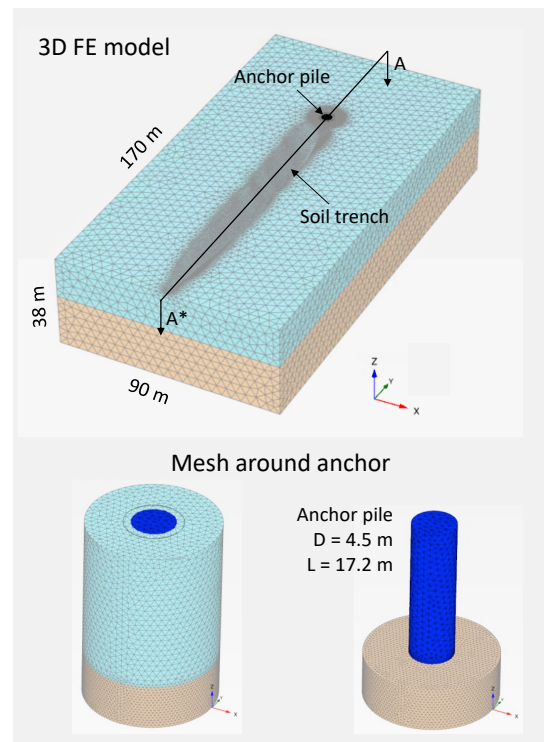 3D FE model
A
Anchor pile
170 m
Soil trench
38 m
A*
90 m
Z
Y
X
Mesh around anchor
Anchor pile
D = 4.5 m
L = 17.2 m
Z
Y
X
Z
Y
X